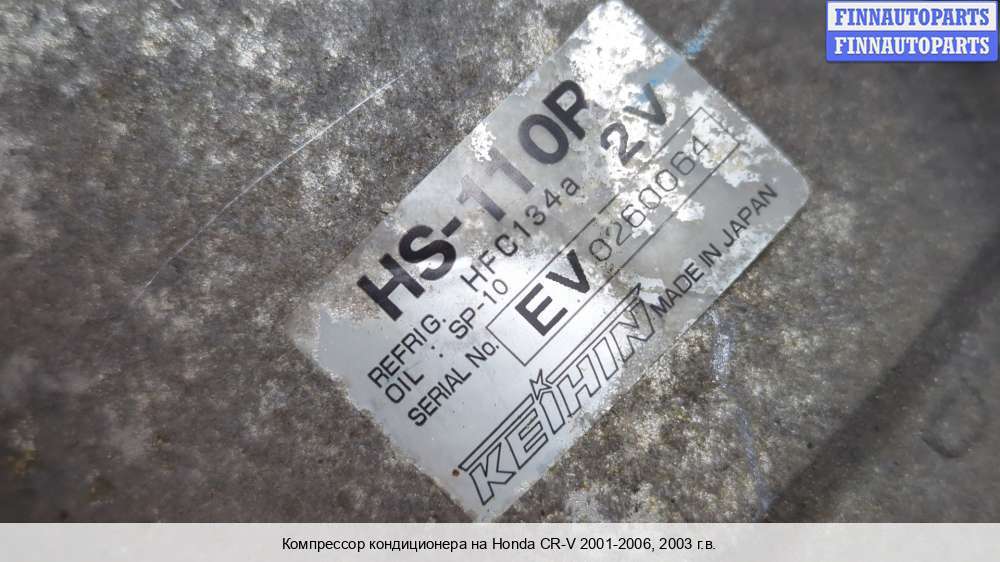 FINNAUTOPARTS
FINNAUTOPARTS
HS-110R
REFRIG. HFC134a 2V
OIL : SP-10
SERIAL No. EV 0260064
KEIHIN MADE IN JAPAN
Компрессор кондиционера на Honda CR-V 2001-2006, 2003 г.в.